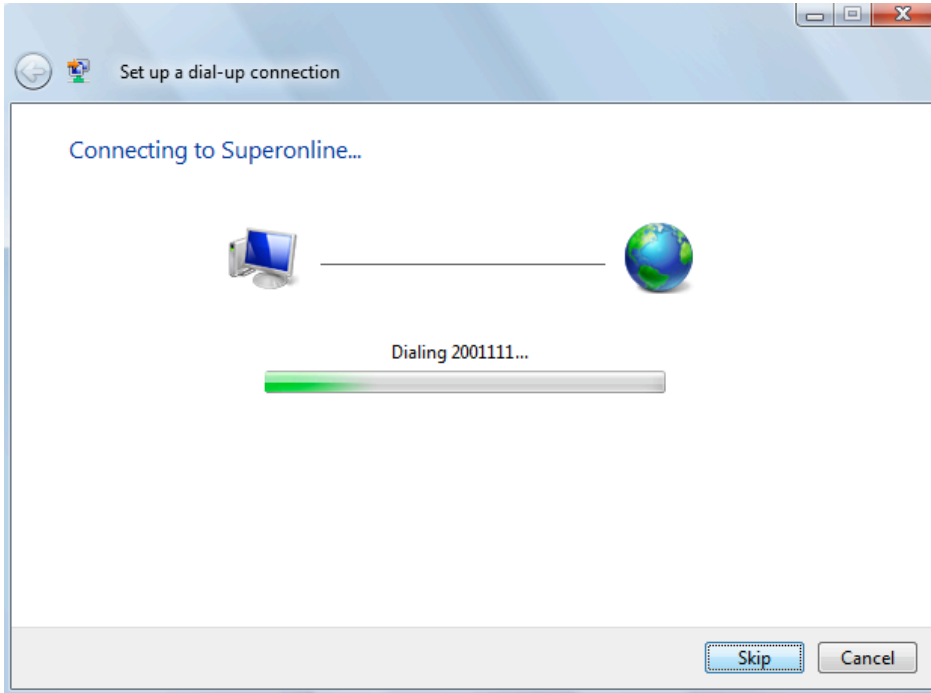 Set up a dial-up connection
Connecting to Superonline...
Dialing 2001111...
Skip Cancel